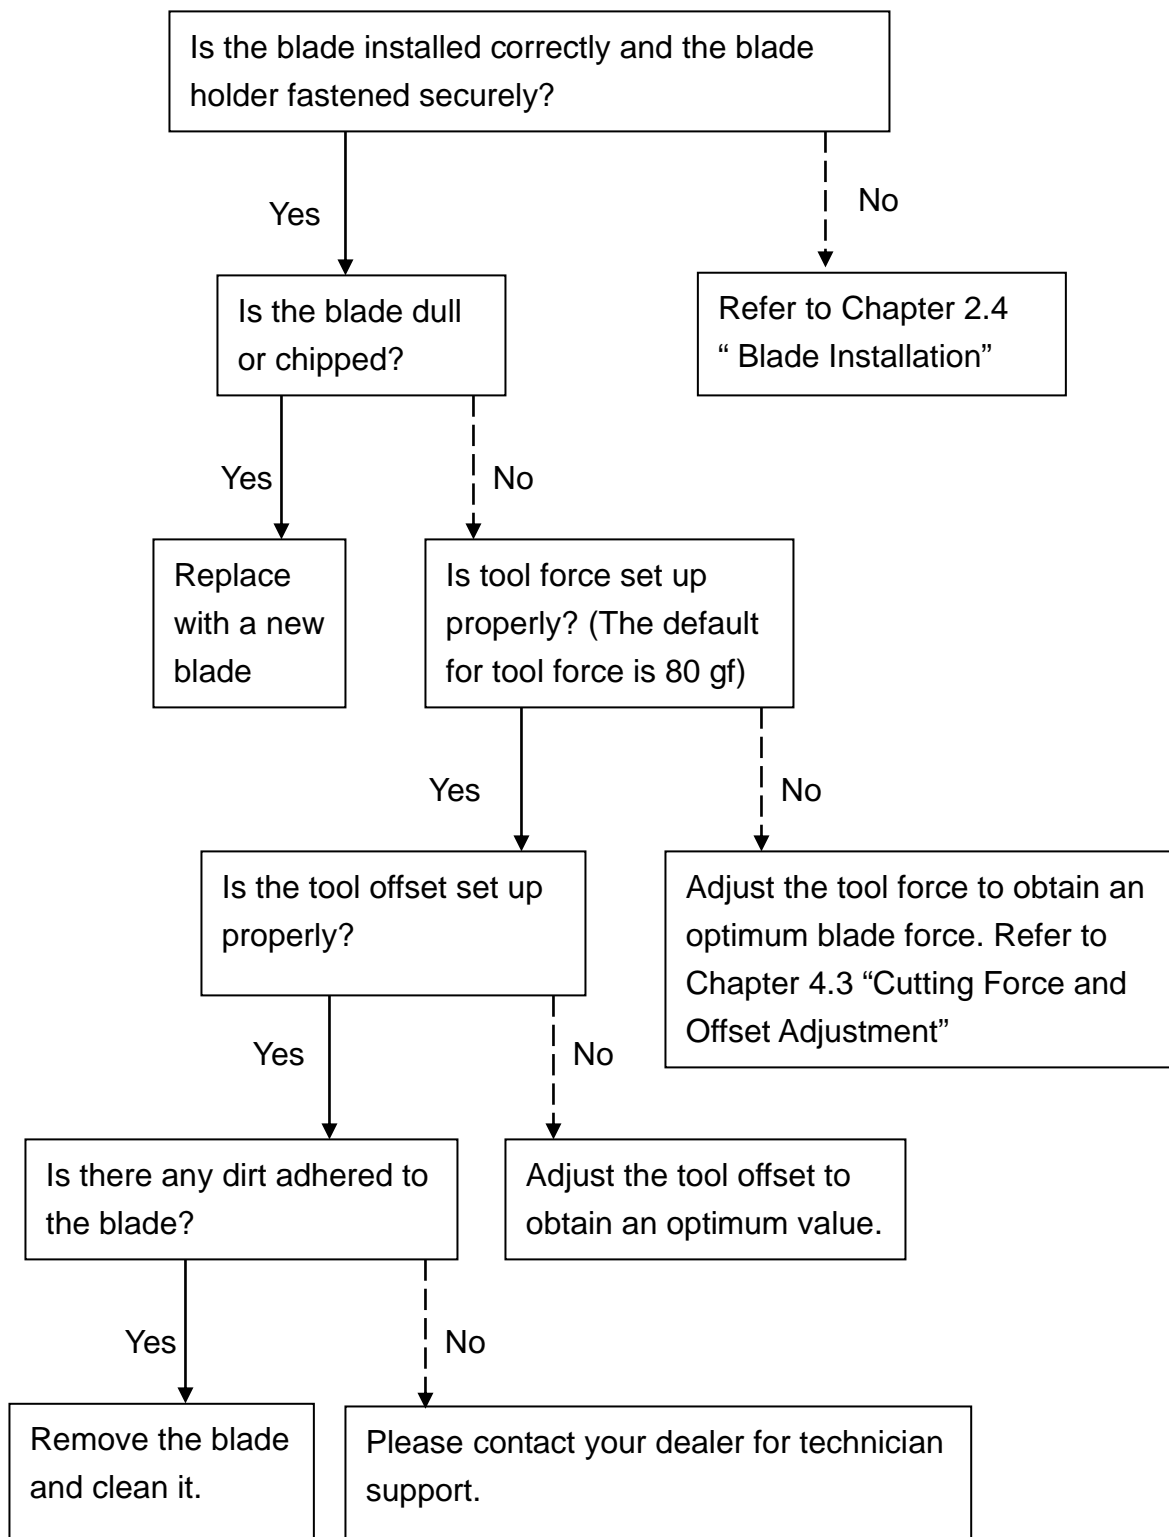 Is the blade installed correctly and the blade
holder fastened securely?
Yes
No
Is the blade dull
or chipped?
Refer to Chapter 2.4
“ Blade Installation”
Yes
No
Replace
with a new
blade
Is tool force set up
properly? (The default
for tool force is 80 gf)
Yes
No
Is the tool offset set up
properly?
Adjust the tool force to obtain an
optimum blade force. Refer to
Chapter 4.3 “Cutting Force and
Offset Adjustment”
Yes
No
Is there any dirt adhered to
the blade?
Adjust the tool offset to
obtain an optimum value.
Yes
No
Remove the blade
and clean it.
Please contact your dealer for technician
support.